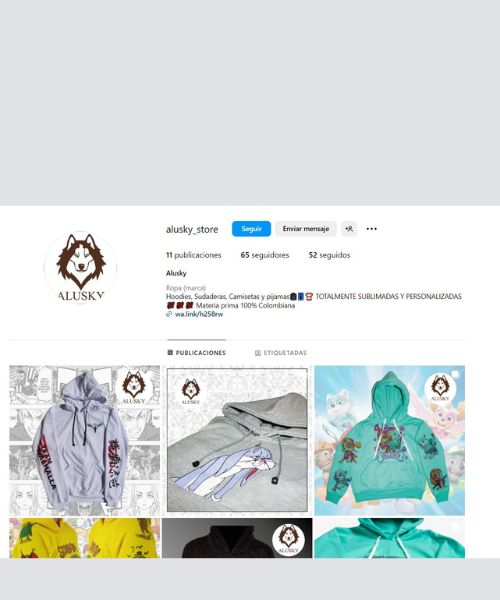 alusky_store Seguir Enviar mensaje
11 publicaciones 65 seguidores 52 seguidos
Alusky
Ropa (marca)
Hoodies, Sudaderas, Camisetas y pijamas TOTALMENTE SUBLIMADAS Y PERSONALIZADAS
Materia prima 100% Colombiana
wa.link/h258rw
ALUSKY
PUBLICACIONES ETIQUETADAS
ALUSKY
ALUSKY
ALUSKY
ALUSKY